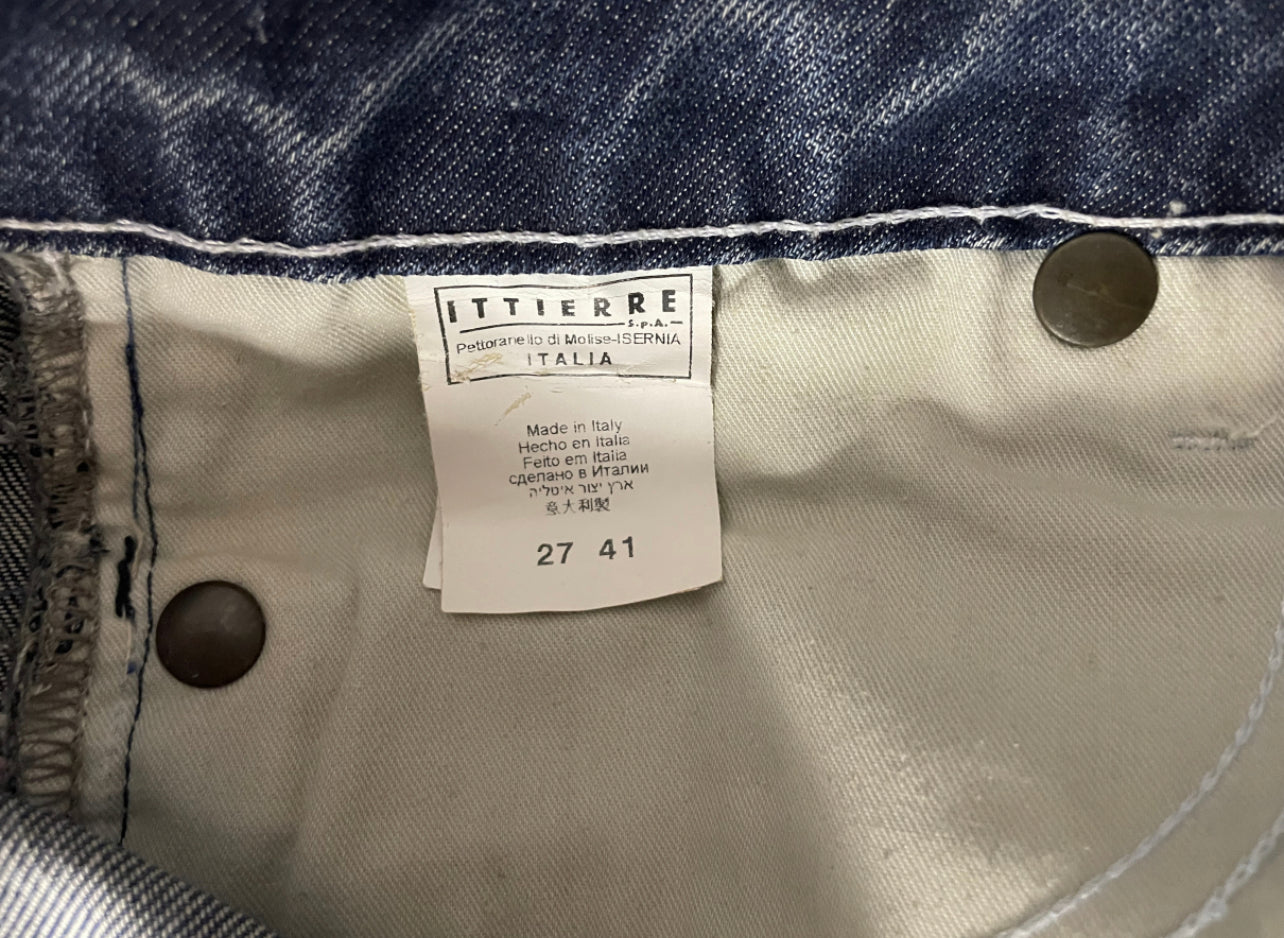 ITTIERRE
S.p.A.
Pettoranello di Molise-ISERNIA
ITALIA
Made in Italy
Hecho en Italia
Feito em Italia
сделано в Италии
ארץ יצור איטליה
意大利製
27 41